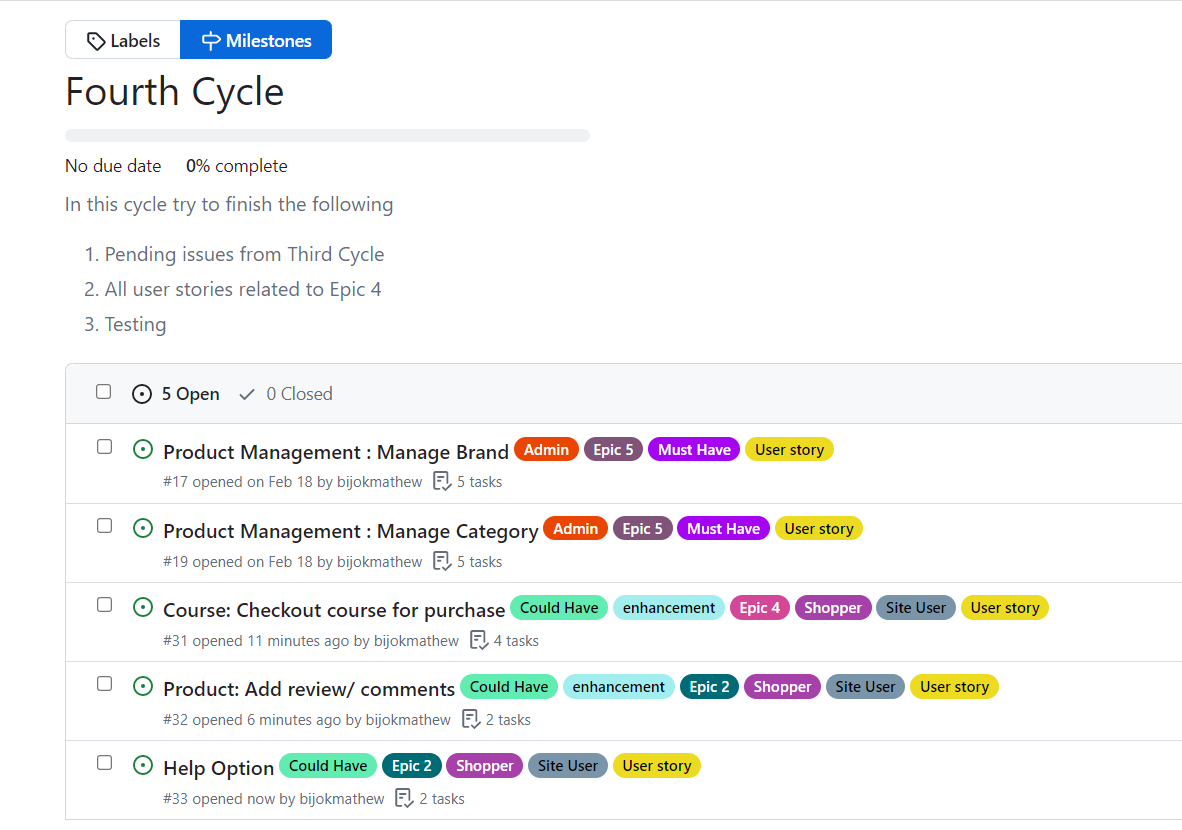 Labels Milestones
Fourth Cycle
No due date 0% complete
In this cycle try to finish the following
1. Pending issues from Third Cycle
2. All user stories related to Epic 4
3. Testing
5 Open 0 Closed
Product Management : Manage Brand Admin Epic 5 Must Have User story
#17 opened on Feb 18 by bijokmathew 5 tasks
Product Management : Manage Category Admin Epic 5 Must Have User story
#19 opened on Feb 18 by bijokmathew 5 tasks
Course: Checkout course for purchase Could Have enhancement Epic 4 Shopper Site User User story
#31 opened 11 minutes ago by bijokmathew 4 tasks
Product: Add review/ comments Could Have enhancement Epic 2 Shopper Site User User story
#32 opened 6 minutes ago by bijokmathew 2 tasks
Help Option Could Have Epic 2 Shopper Site User User story
#33 opened now by bijokmathew 2 tasks